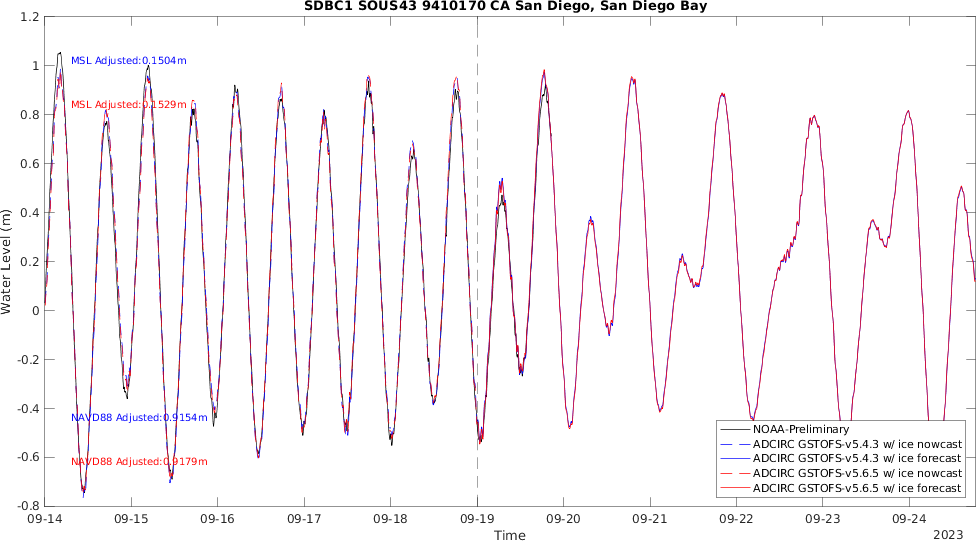 SDBC1 SOUS43 9410170 CA San Diego, San Diego Bay
1.2
1
0.8
0.6
0.4
0.2
0
-0.2
-0.4
-0.6
-0.8
Water Level (m)
MSL Adjusted:0.1504m
MSL Adjusted:0.1529m
NAVD88 Adjusted:0.9154m
NAVD88 Adjusted:0.9179m
NOAA-Preliminary
ADCIRC GSTOFS-v5.4.3 w/ ice nowcast
ADCIRC GSTOFS-v5.4.3 w/ ice forecast
ADCIRC GSTOFS-v5.6.5 w/ ice nowcast
ADCIRC GSTOFS-v5.6.5 w/ ice forecast
09-14 09-15 09-16 09-17 09-18 09-19 09-20 09-21 09-22 09-23 09-24
Time
2023